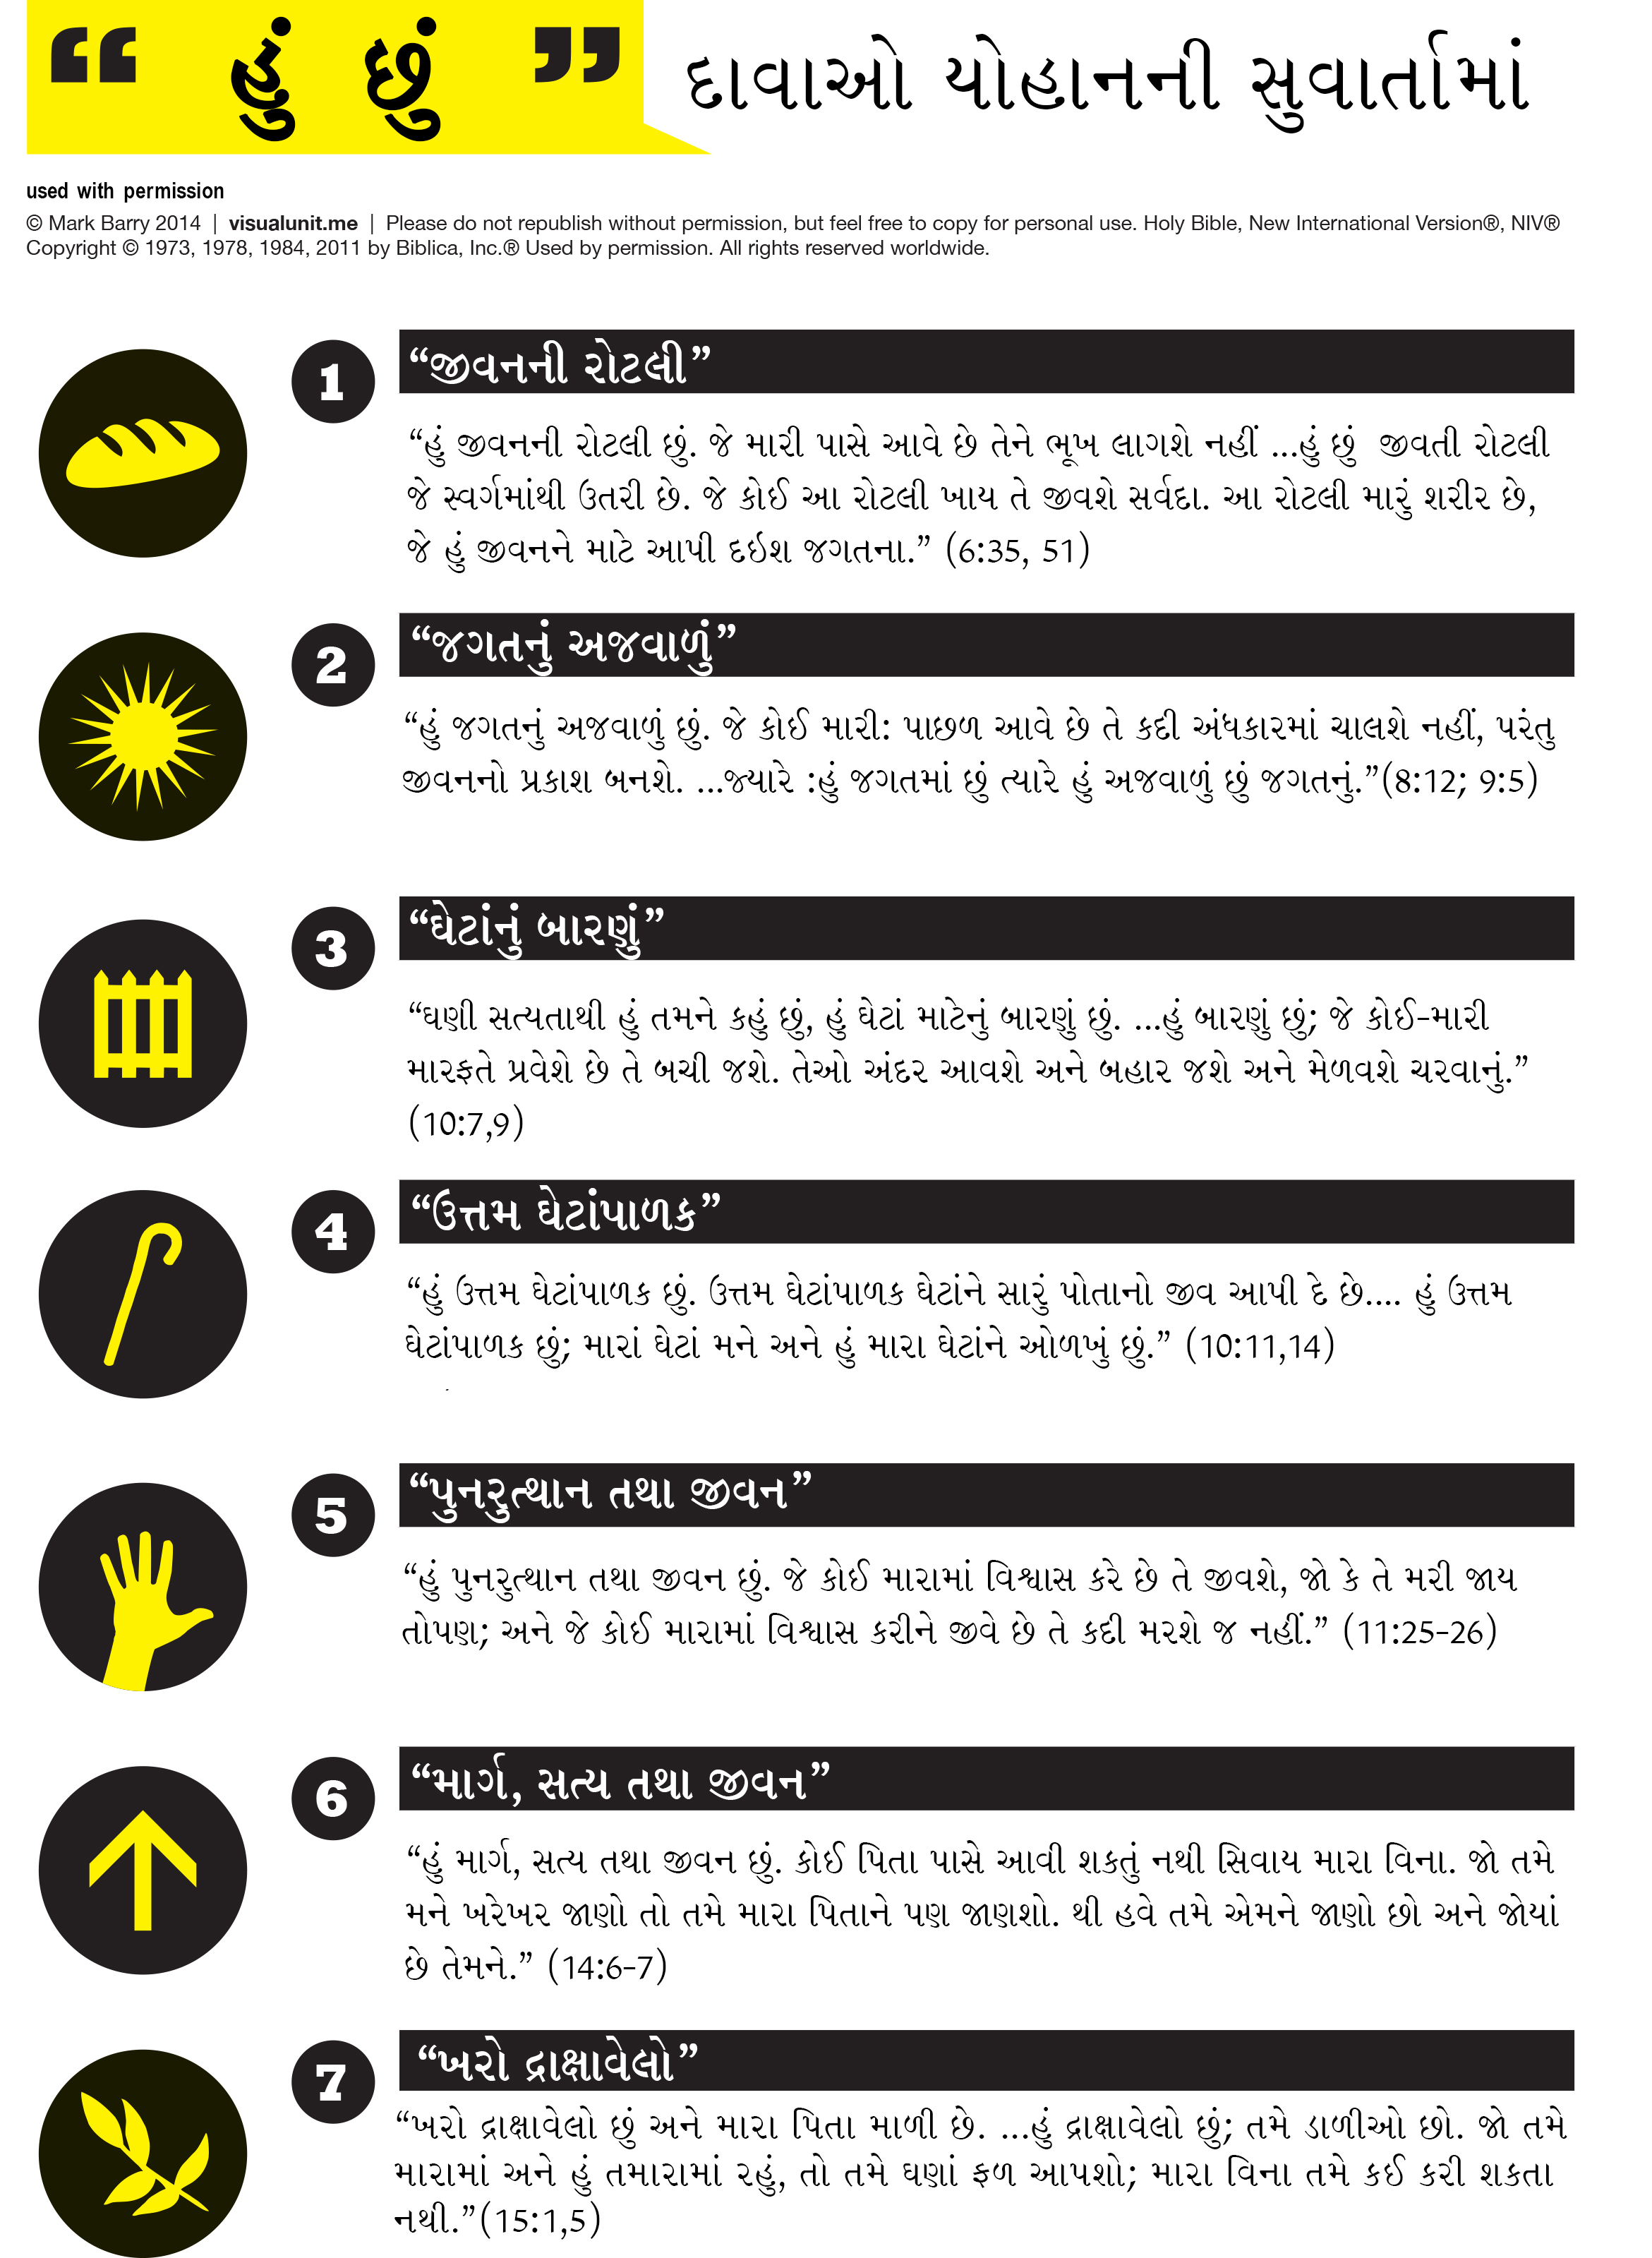 “ હું છું ” દાવાઓ યોહાનની સુવાર્તામાં
used with permission
© Mark Barry 2014 | visualunit.me | Please do not republish without permission, but feel free to copy for personal use. Holy Bible, New International Version®, NIV®
Copyright © 1973, 1978, 1984, 2011 by Biblica, Inc.® Used by permission. All rights reserved worldwide.
1 “જીવનની રોટલી”
“હું જીવનની રોટલી છું. જે મારી પાસે આવે છે તેને ભૂખ લાગશે નહીં ...હું છું જીવતી રોટલી
જે સ્વર્ગમાંથી ઉતરી છે. જે કોઈ આ રોટલી ખાય તે જીવશે સર્વદા. આ રોટલી મારું શરીર છે,
જે હું જીવનને માટે આપી દઇશ જગતના.” (6:35, 51)
2 “જગતનું અજવાળું”
“હું જગતનું અજવાળું છું. જે કોઈ મારી: પાછળ આવે છે તે કદી અંધકારમાં ચાલશે નહીં, પરંતુ
જીવનનો પ્રકાશ બનશે. ...જ્યારે :હું જગતમાં છું ત્યારે હું અજવાળું છું જગતનું.”(8:12; 9:5)
3 “ઘેટાંનું બારણું”
“ઘણી સત્યતાથી હું તમને કહું છું, હું ઘેટાં માટેનું બારણું છું. ...હું બારણું છું; જે કોઈ-મારી
મારફતે પ્રવેશે છે તે બચી જશે. તેઓ અંદર આવશે અને બહાર જશે અને મેળવશે ચરવાનું.”
(10:7,9)
4 “ઉત્તમ ઘેટાંપાળક”
“હું ઉત્તમ ઘેટાંપાળક છું. ઉત્તમ ઘેટાંપાળક ઘેટાંને સારું પોતાનો જીવ આપી દે છે.... હું ઉત્તમ
ઘેટાંપાળક છું; મારાં ઘેટાં મને અને હું મારા ઘેટાંને ઓળખું છું.” (10:11,14)
5 “પુનરુત્થાન તથા જીવન”
“હું પુનરુત્થાન તથા જીવન છું. જે કોઈ મારામાં વિશ્વાસ કરે છે તે જીવશે, જો કે તે મરી જાય
તોપણ; અને જે કોઈ મારામાં વિશ્વાસ કરીને જીવે છે તે કદી મરશે જ નહીં.” (11:25-26)
6 “માર્ગ, સત્ય તથા જીવન”
“હું માર્ગ, સત્ય તથા જીવન છું. કોઈ પિતા પાસે આવી શકતું નથી સિવાય મારા વિના. જો તમે
મને ખરેખર જાણો તો તમે મારા પિતાને પણ જાણશો. થી હવે તમે એમને જાણો છો અને જોયાં
છે તેમને.” (14:6-7)
7 “ખરો દ્રાક્ષાવેલો”
“ખરો દ્રાક્ષાવેલો છું અને મારા પિતા માળી છે. ...હું દ્રાક્ષાવેલો છું; તમે ડાળીઓ છો. જો તમે
મારામાં અને હું તમારામાં રહું, તો તમે ઘણાં ફળ આપશો; મારા વિના તમે કઈ કરી શકતા
નથી.”(15:1,5)